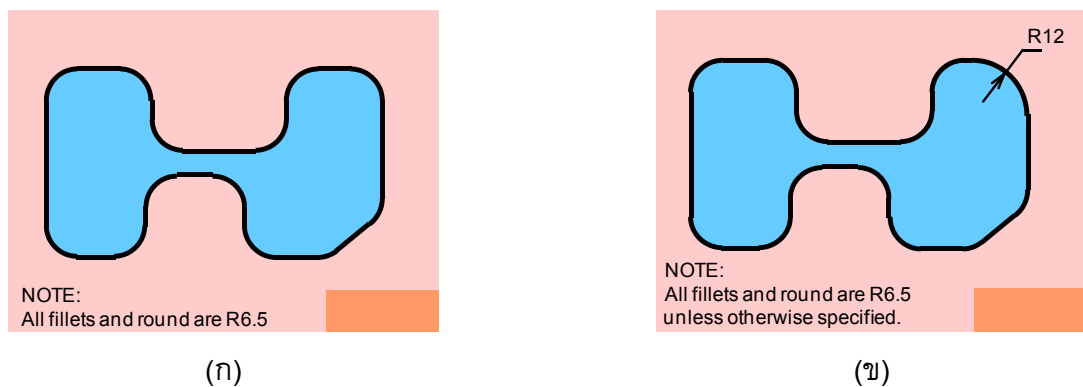 NOTE:
All fillets and round are R6.5
(ก)
R12
NOTE:
All fillets and round are R6.5
unless otherwise specified.
(ข)